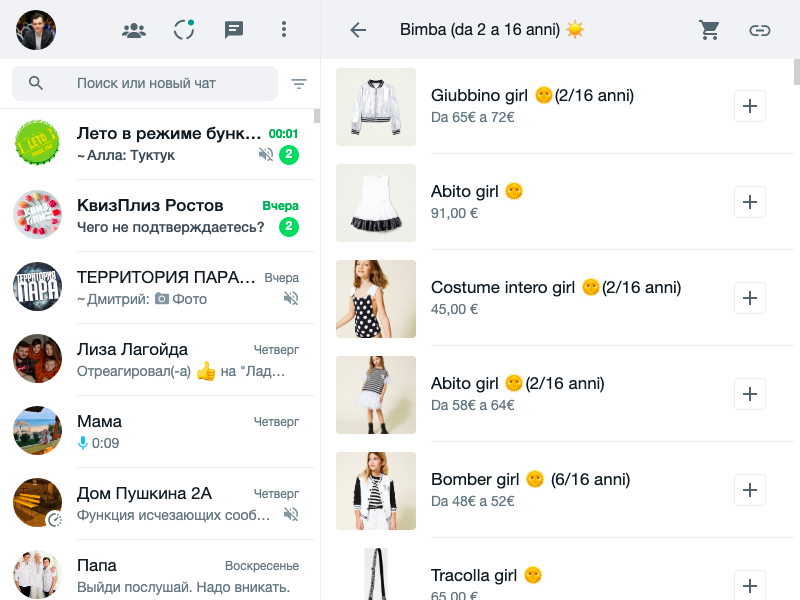 Поиск или новый чат
Лето в режиме бунк… 00:01
~ Алла: Туктук 2
КвизПлиз Ростов Вчера
Чего не подтверждаетесь? 2
ТЕРРИТОРИЯ ПАРА… Вчера
~ Дмитрий: Фото
Лиза Лагойда Четверг
Отреагировал(-а) 👍 на "Лад…
Мама Четверг
0:09
Дом Пушкина 2А Четверг
Функция исчезающих сооб…
Папа Воскресенье
Выйди послушай. Надо вникать.
ЛЕТО
ТЕРРИТОРИЯ
ПАРА
Bimba (da 2 a 16 anni) ☀️
Giubbino girl 🌞(2/16 anni)
Da 65€ a 72€
Abito girl 🌞
91,00 €
Costume intero girl 🌞(2/16 anni)
45,00 €
Abito girl 🌞(2/16 anni)
Da 58€ a 64€
Bomber girl 🌞 (6/16 anni)
Da 48€ a 52€
Tracolla girl 🌞
65,00 €